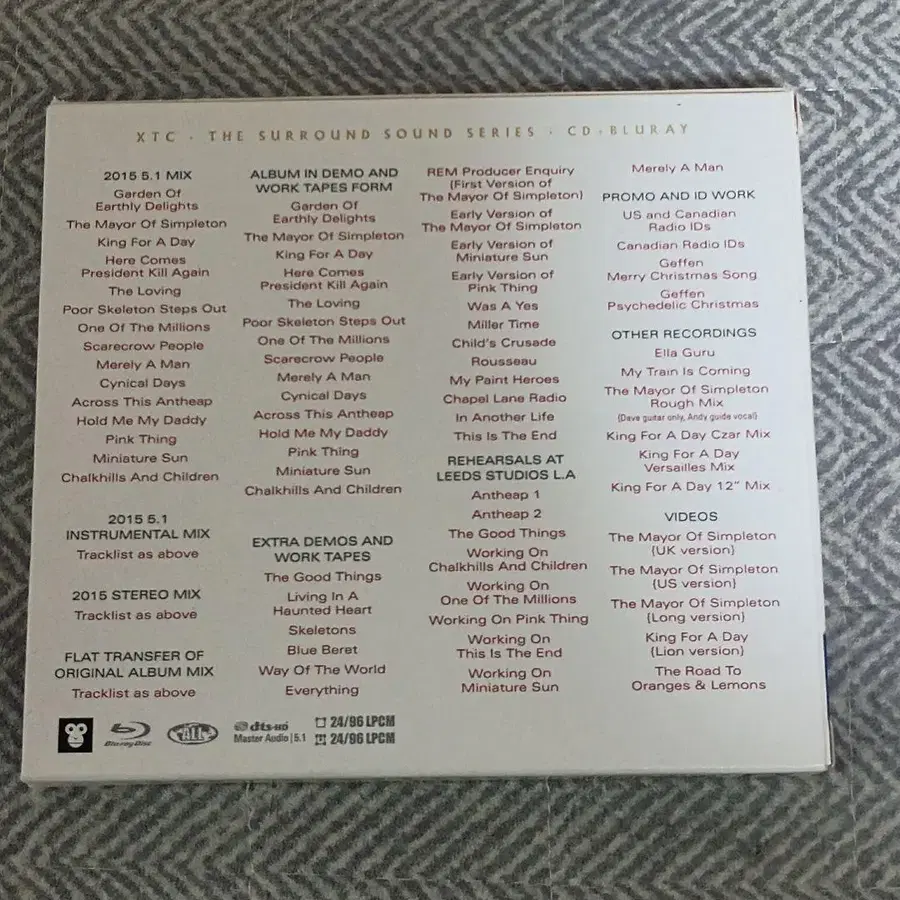 XTC · THE SURROUND SOUND SERIES · CD+BLURAY
2015 5.1 MIX
Garden Of
Earthly Delights
The Mayor Of Simpleton
King For A Day
Here Comes
President Kill Again
The Loving
Poor Skeleton Steps Out
One Of The Millions
Scarecrow People
Merely A Man
Cynical Days
Across This Antheap
Hold Me My Daddy
Pink Thing
Miniature Sun
Chalkhills And Children
2015 5.1
INSTRUMENTAL MIX
Tracklist as above
2015 STEREO MIX
Tracklist as above
FLAT TRANSFER OF
ORIGINAL ALBUM MIX
Tracklist as above
ALBUM IN DEMO AND
WORK TAPES FORM
Garden Of
Earthly Delights
The Mayor Of Simpleton
King For A Day
Here Comes
President Kill Again
The Loving
Poor Skeleton Steps Out
One Of The Millions
Scarecrow People
Merely A Man
Cynical Days
Across This Antheap
Hold Me My Daddy
Pink Thing
Miniature Sun
Chalkhills And Children
EXTRA DEMOS AND
WORK TAPES
The Good Things
Living In A
Haunted Heart
Skeletons
Blue Beret
Way Of The World
Everything
REM Producer Enquiry
(First Version of
The Mayor Of Simpleton)
Early Version of
The Mayor Of Simpleton
Early Version of
Miniature Sun
Early Version of
Pink Thing
Was A Yes
Miller Time
Child's Crusade
Rousseau
My Paint Heroes
Chapel Lane Radio
In Another Life
This Is The End
REHEARSALS AT
LEEDS STUDIOS L.A
Antheap 1
Antheap 2
The Good Things
Working On
Chalkhills And Children
Working On
One Of The Millions
Working On Pink Thing
Working On
This Is The End
Working On
Miniature Sun
Merely A Man
PROMO AND ID WORK
US and Canadian
Radio IDs
Canadian Radio IDs
Geffen
Merry Christmas Song
Geffen
Psychedelic Christmas
OTHER RECORDINGS
Ella Guru
My Train Is Coming
The Mayor Of Simpleton
Rough Mix
(Dave guitar only, Andy guide vocal)
King For A Day Czar Mix
King For A Day
Versailles Mix
King For A Day 12" Mix
VIDEOS
The Mayor Of Simpleton
(UK version)
The Mayor Of Simpleton
(US version)
The Mayor Of Simpleton
(Long version)
King For A Day
(Lion version)
The Road To
Oranges & Lemons
Blu-ray Disc
ALL
dts-HD
Master Audio | 5.1
24/96 LPCM
24/96 LPCM